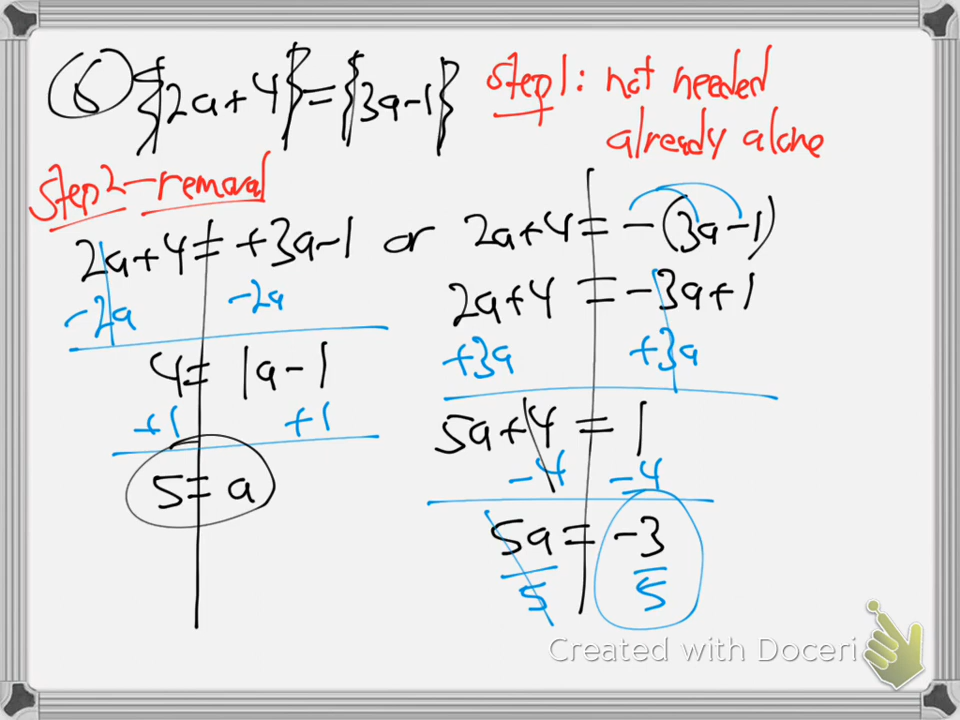 6 {2a+4} = {3a-1}
Step 1: not needed
already alone
Step 2 - removal
2a+4 = +3a-1 or 2a+4 = -(3a-1)
-2a -2a
2a+4 = -3a+1
+3a +3a
4 = 1a-1
+1 +1
5a+4 = 1
-4 -4
5 = a
5a = -3
5 5
Created with Doceri